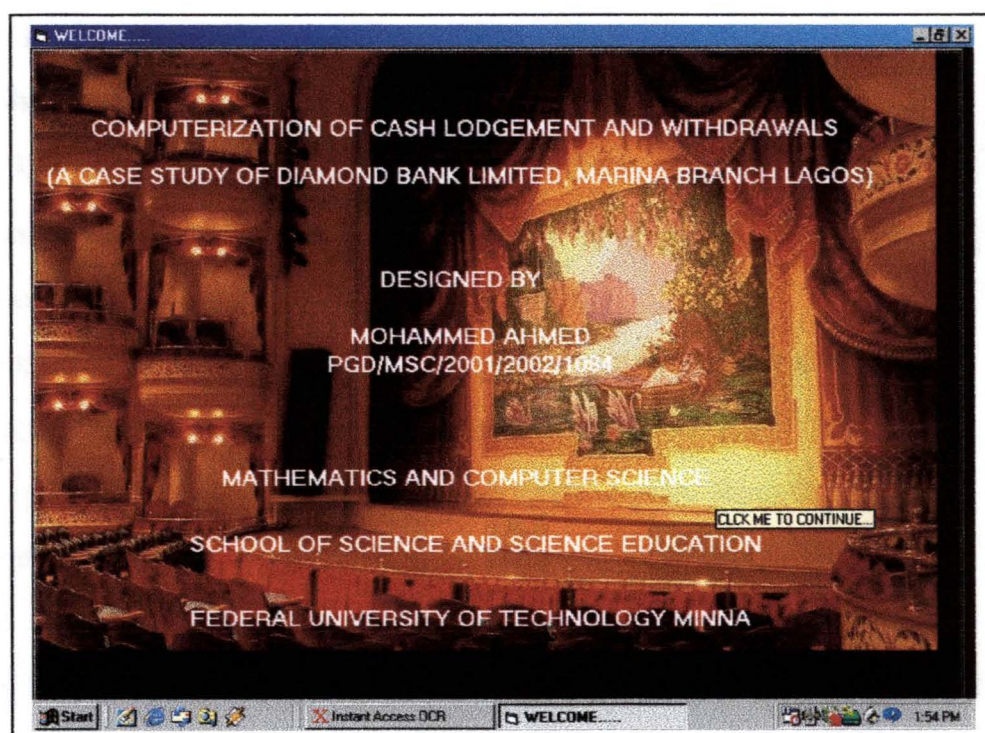 WELCOME.....
COMPUTERIZATION OF CASH LODGEMENT AND WITHDRAWALS
(A CASE STUDY OF DIAMOND BANK LIMITED, MARINA BRANCH LAGOS)
DESIGNED BY
MOHAMMED AHMED
PGD/MSC/2001/2002/1084
MATHEMATICS AND COMPUTER SCIENCE
CLCK ME TO CONTINUE...
SCHOOL OF SCIENCE AND SCIENCE EDUCATION
FEDERAL UNIVERSITY OF TECHNOLOGY MINNA
Start Instant Access OCR WELCOME..... 1:54 PM